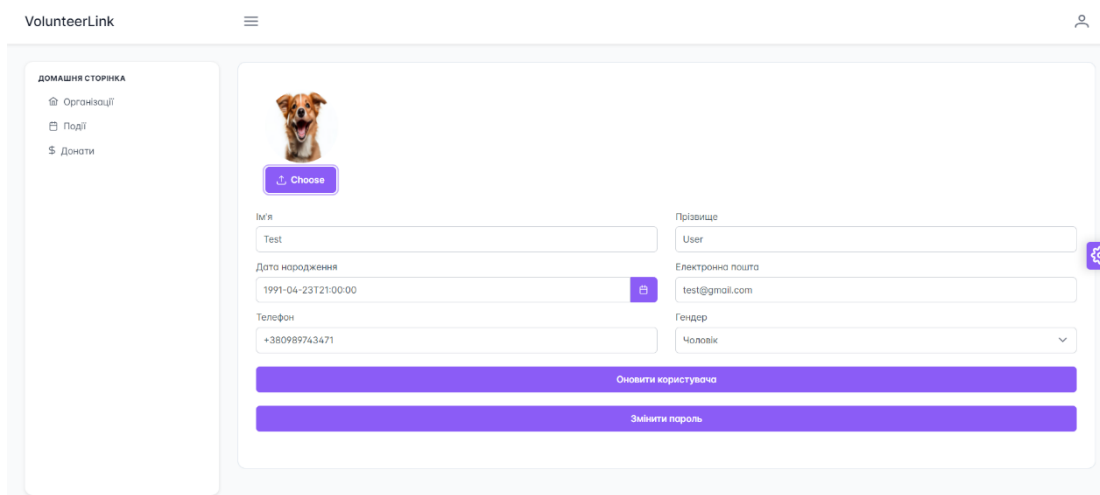 VolunteerLink
ДОМАШНЯ СТОРІНКА
Організації
Події
Донати
Choose
Ім'я
Прізвище
Test
User
Дата народження
Електронна пошта
1991-04-23T21:00:00
test@gmail.com
Телефон
Гендер
+380989743471
Чоловік
Оновити користувача
Змінити пароль